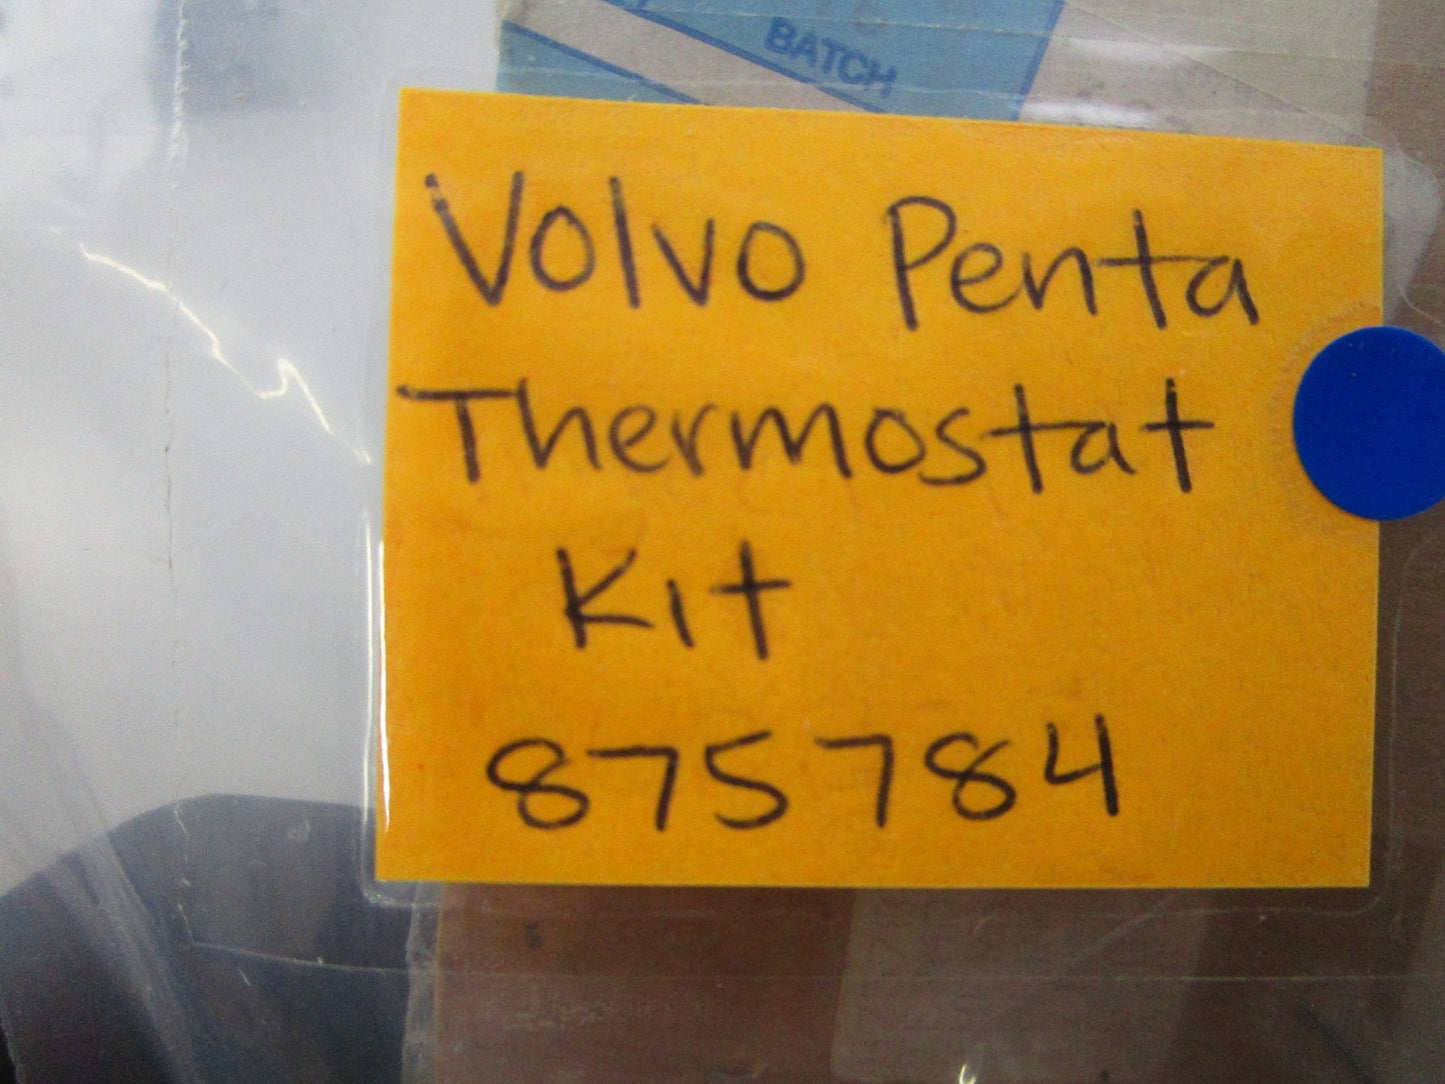 BATCH
Volvo Penta
Thermostat
Kit
875784